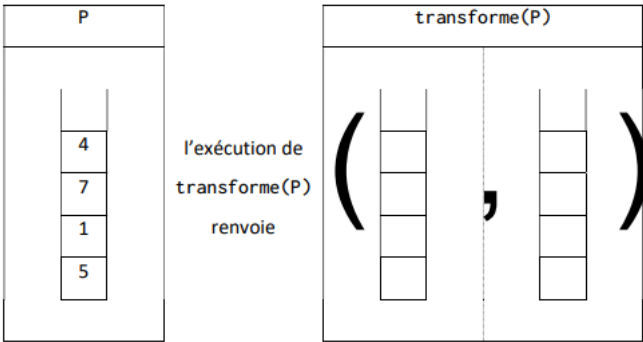 P
transforme(P)
4
7
1
5
l'exécution de
transforme(P)
renvoie
( , )